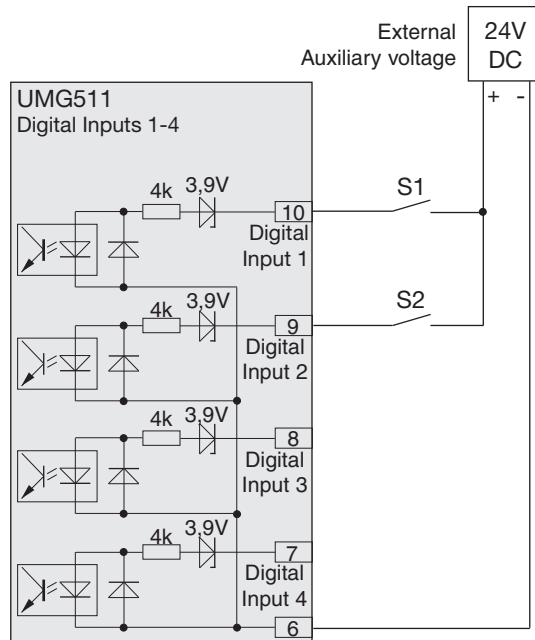 External
Auxiliary voltage
24V
DC
+ -
UMG511
Digital Inputs 1-4
4k 3,9V
10
S1
Digital
Input 1
4k 3,9V
9
S2
Digital
Input 2
4k 3,9V
8
Digital
Input 3
4k 3,9V
7
Digital
Input 4
6